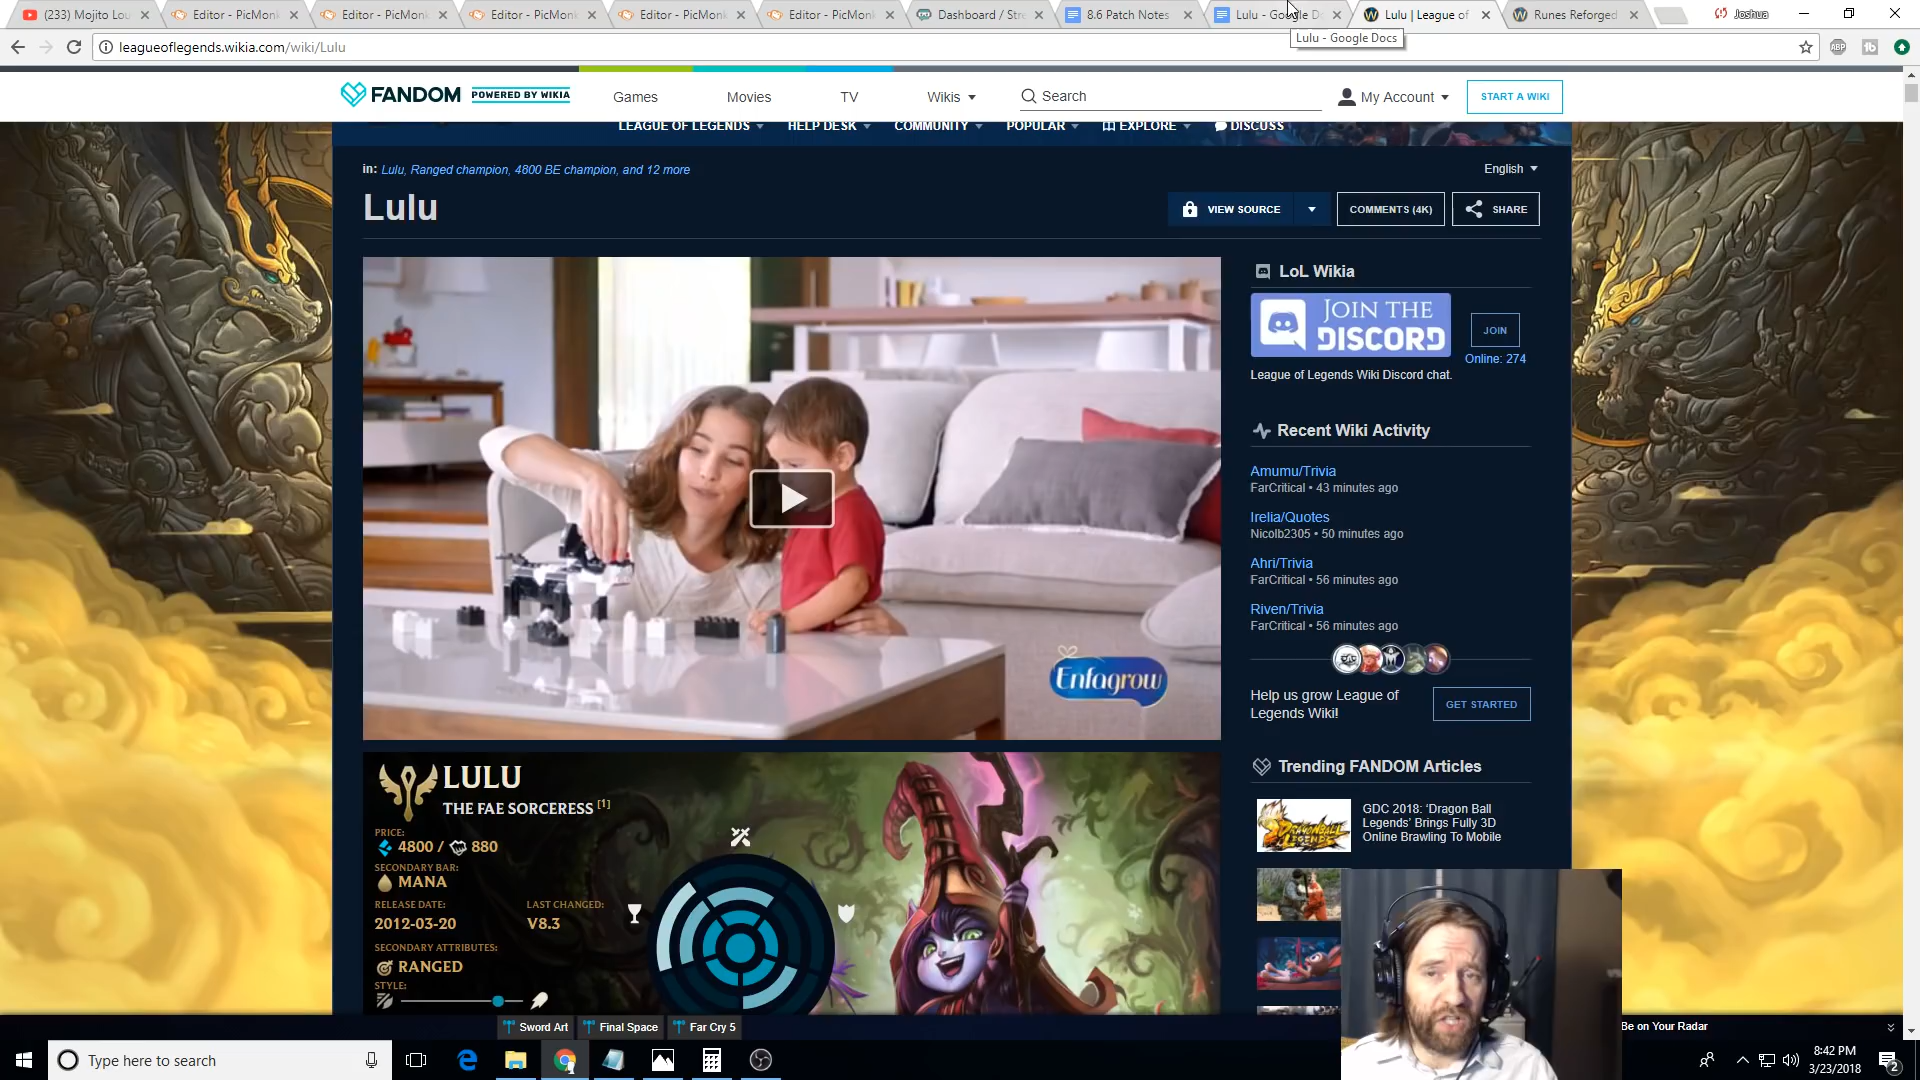 (233) Mojito Lou
Editor - PicMonk
Editor - PicMonk
Editor - PicMonk
Editor - PicMonk
Editor - PicMonk
Dashboard / Stre
8.6 Patch Notes
Lulu - Google D
Lulu | League of
Runes Reforged
Joshua
Lulu - Google Docs
leagueoflegends.wikia.com/wiki/Lulu
ABP
FANDOM
POWERED BY WIKIA
Games
Movies
TV
Wikis
Search
My Account
START A WIKI
LEAGUE OF LEGENDS
HELP DESK
COMMUNITY
POPULAR
EXPLORE
DISCUSS
in: Lulu, Ranged champion, 4800 BE champion, and 12 more
English
Lulu
VIEW SOURCE
COMMENTS (4K)
SHARE
Enfagrow
LoL Wikia
JOIN THE
DISCORD
JOIN
Online: 274
League of Legends Wiki Discord chat.
Recent Wiki Activity
Amumu/Trivia
FarCritical • 43 minutes ago
Irelia/Quotes
Nicolb2305 • 50 minutes ago
Ahri/Trivia
FarCritical • 56 minutes ago
Riven/Trivia
FarCritical • 56 minutes ago
Help us grow League of
Legends Wiki!
GET STARTED
Trending FANDOM Articles
DRAGONBALL
LEGENDS
GDC 2018: ‘Dragon Ball
Legends’ Brings Fully 3D
Online Brawling To Mobile
LULU
THE FAE SORCERESS [1]
PRICE:
4800 / 880
SECONDARY BAR:
MANA
RELEASE DATE:
2012-03-20
LAST CHANGED:
V8.3
SECONDARY ATTRIBUTES:
RANGED
STYLE:
Sword Art
Final Space
Far Cry 5
Be on Your Radar
Type here to search
8:42 PM
3/23/2018
2